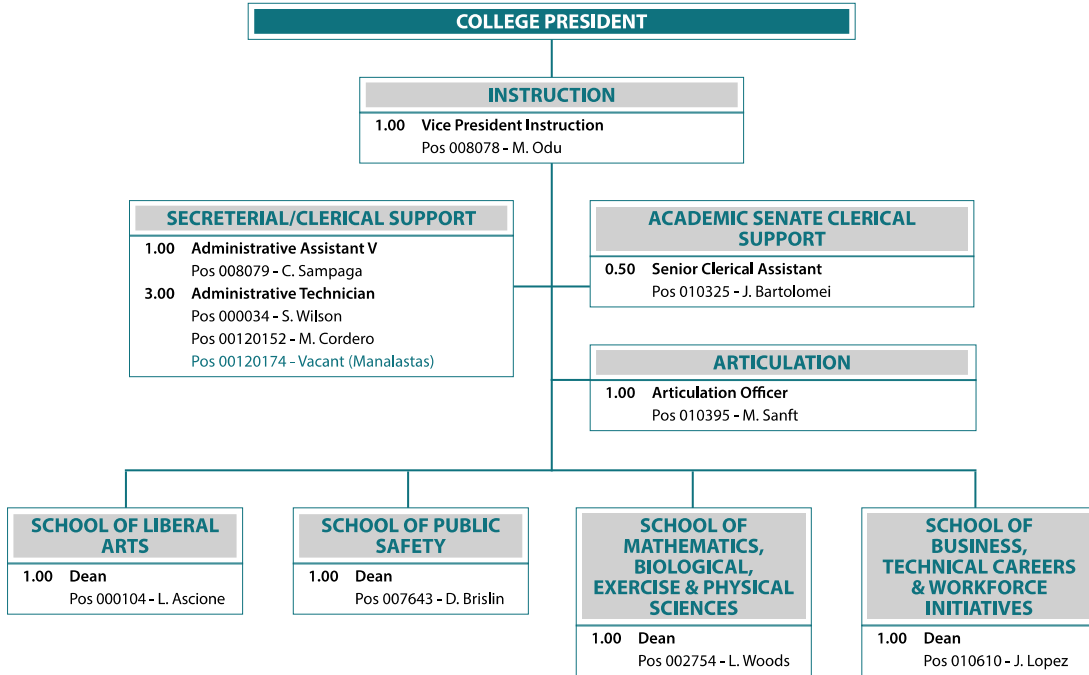 COLLEGE PRESIDENT
INSTRUCTION
1.00 Vice President Instruction
Pos 008078 - M. Odu
SECRETERIAL/CLERICAL SUPPORT
1.00 Administrative Assistant V
Pos 008079 - C. Sampaga
3.00 Administrative Technician
Pos 000034 - S. Wilson
Pos 00120152 - M. Cordero
Pos 00120174 - Vacant (Manalastas)
ACADEMIC SENATE CLERICAL
SUPPORT
0.50 Senior Clerical Assistant
Pos 010325 - J. Bartolomei
ARTICULATION
1.00 Articulation Officer
Pos 010395 - M. Sanft
SCHOOL OF LIBERAL
ARTS
1.00 Dean
Pos 000104 - L. Ascione
SCHOOL OF PUBLIC
SAFETY
1.00 Dean
Pos 007643 - D. Brislin
SCHOOL OF
MATHEMATICS,
BIOLOGICAL,
EXERCISE & PHYSICAL
SCIENCES
1.00 Dean
Pos 002754 - L. Woods
SCHOOL OF
BUSINESS,
TECHNICAL CAREERS
& WORKFORCE
INITIATIVES
1.00 Dean
Pos 010610 - J. Lopez